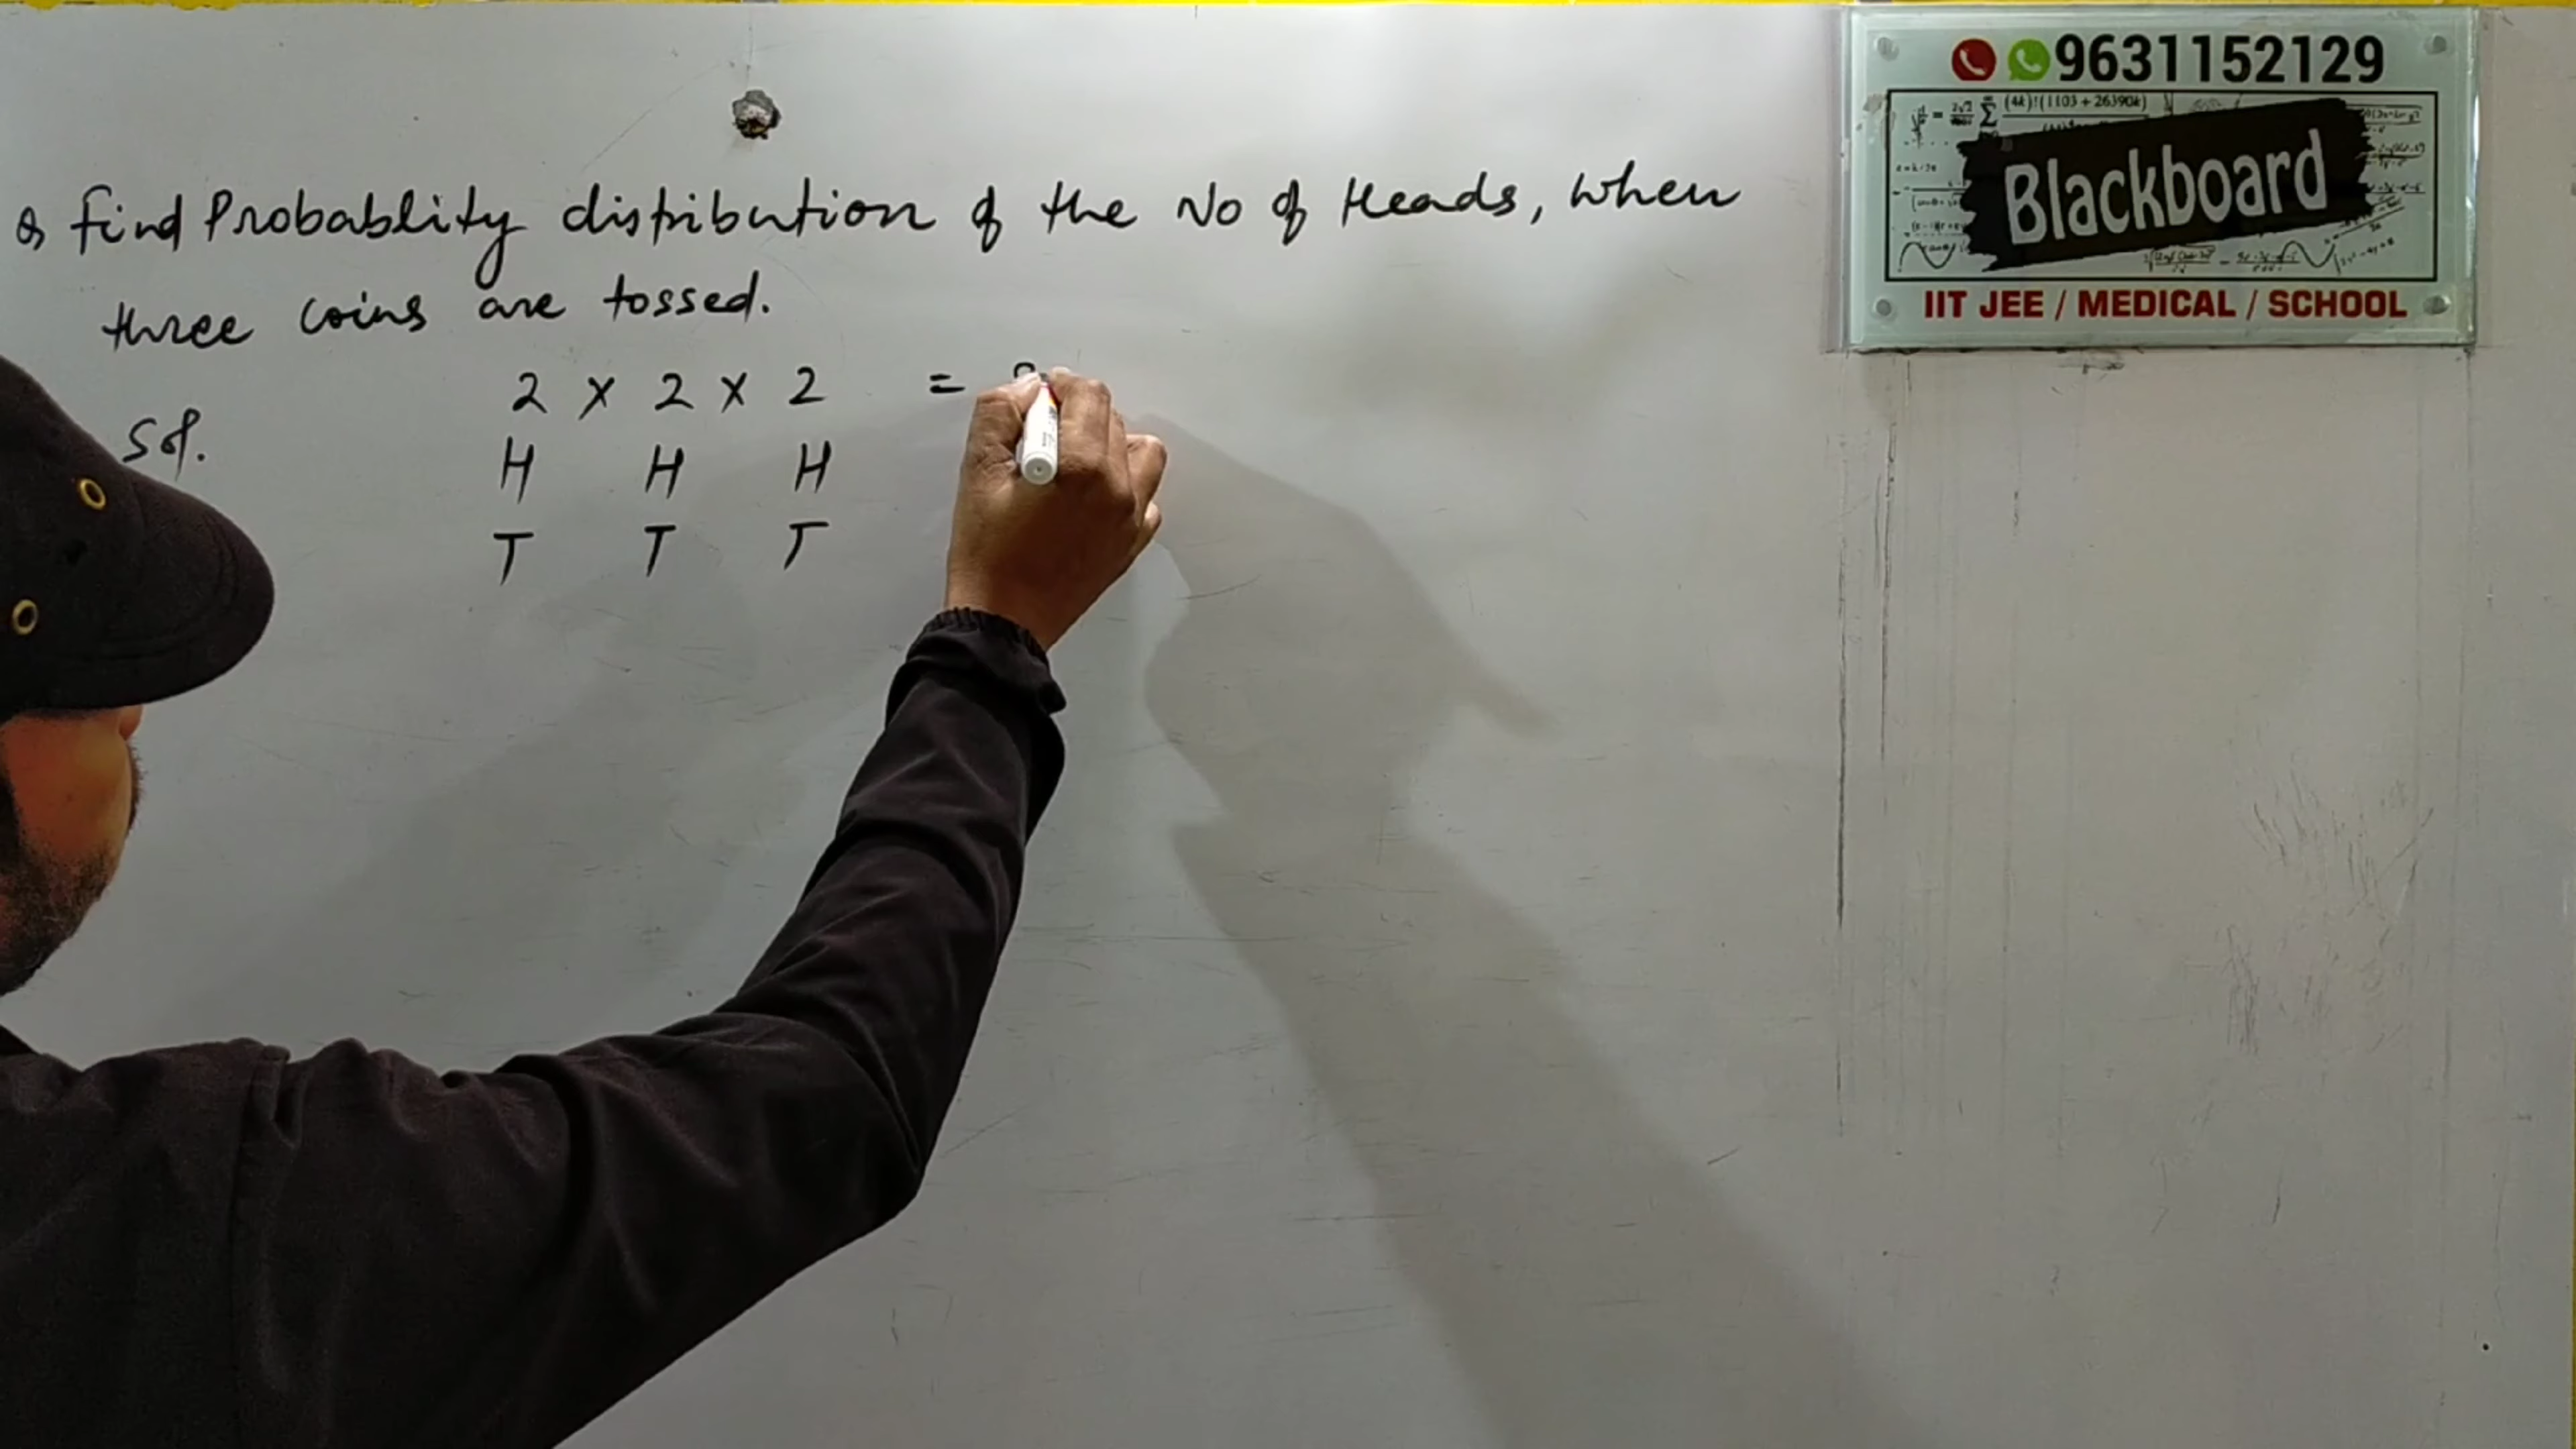 Q, find Probablity distribution of the No of Heads, when
three coins are tossed.
2 x 2 x 2 = 8
Sol.
H H H
T T T
9631152129
Blackboard
IIT JEE / MEDICAL / SCHOOL